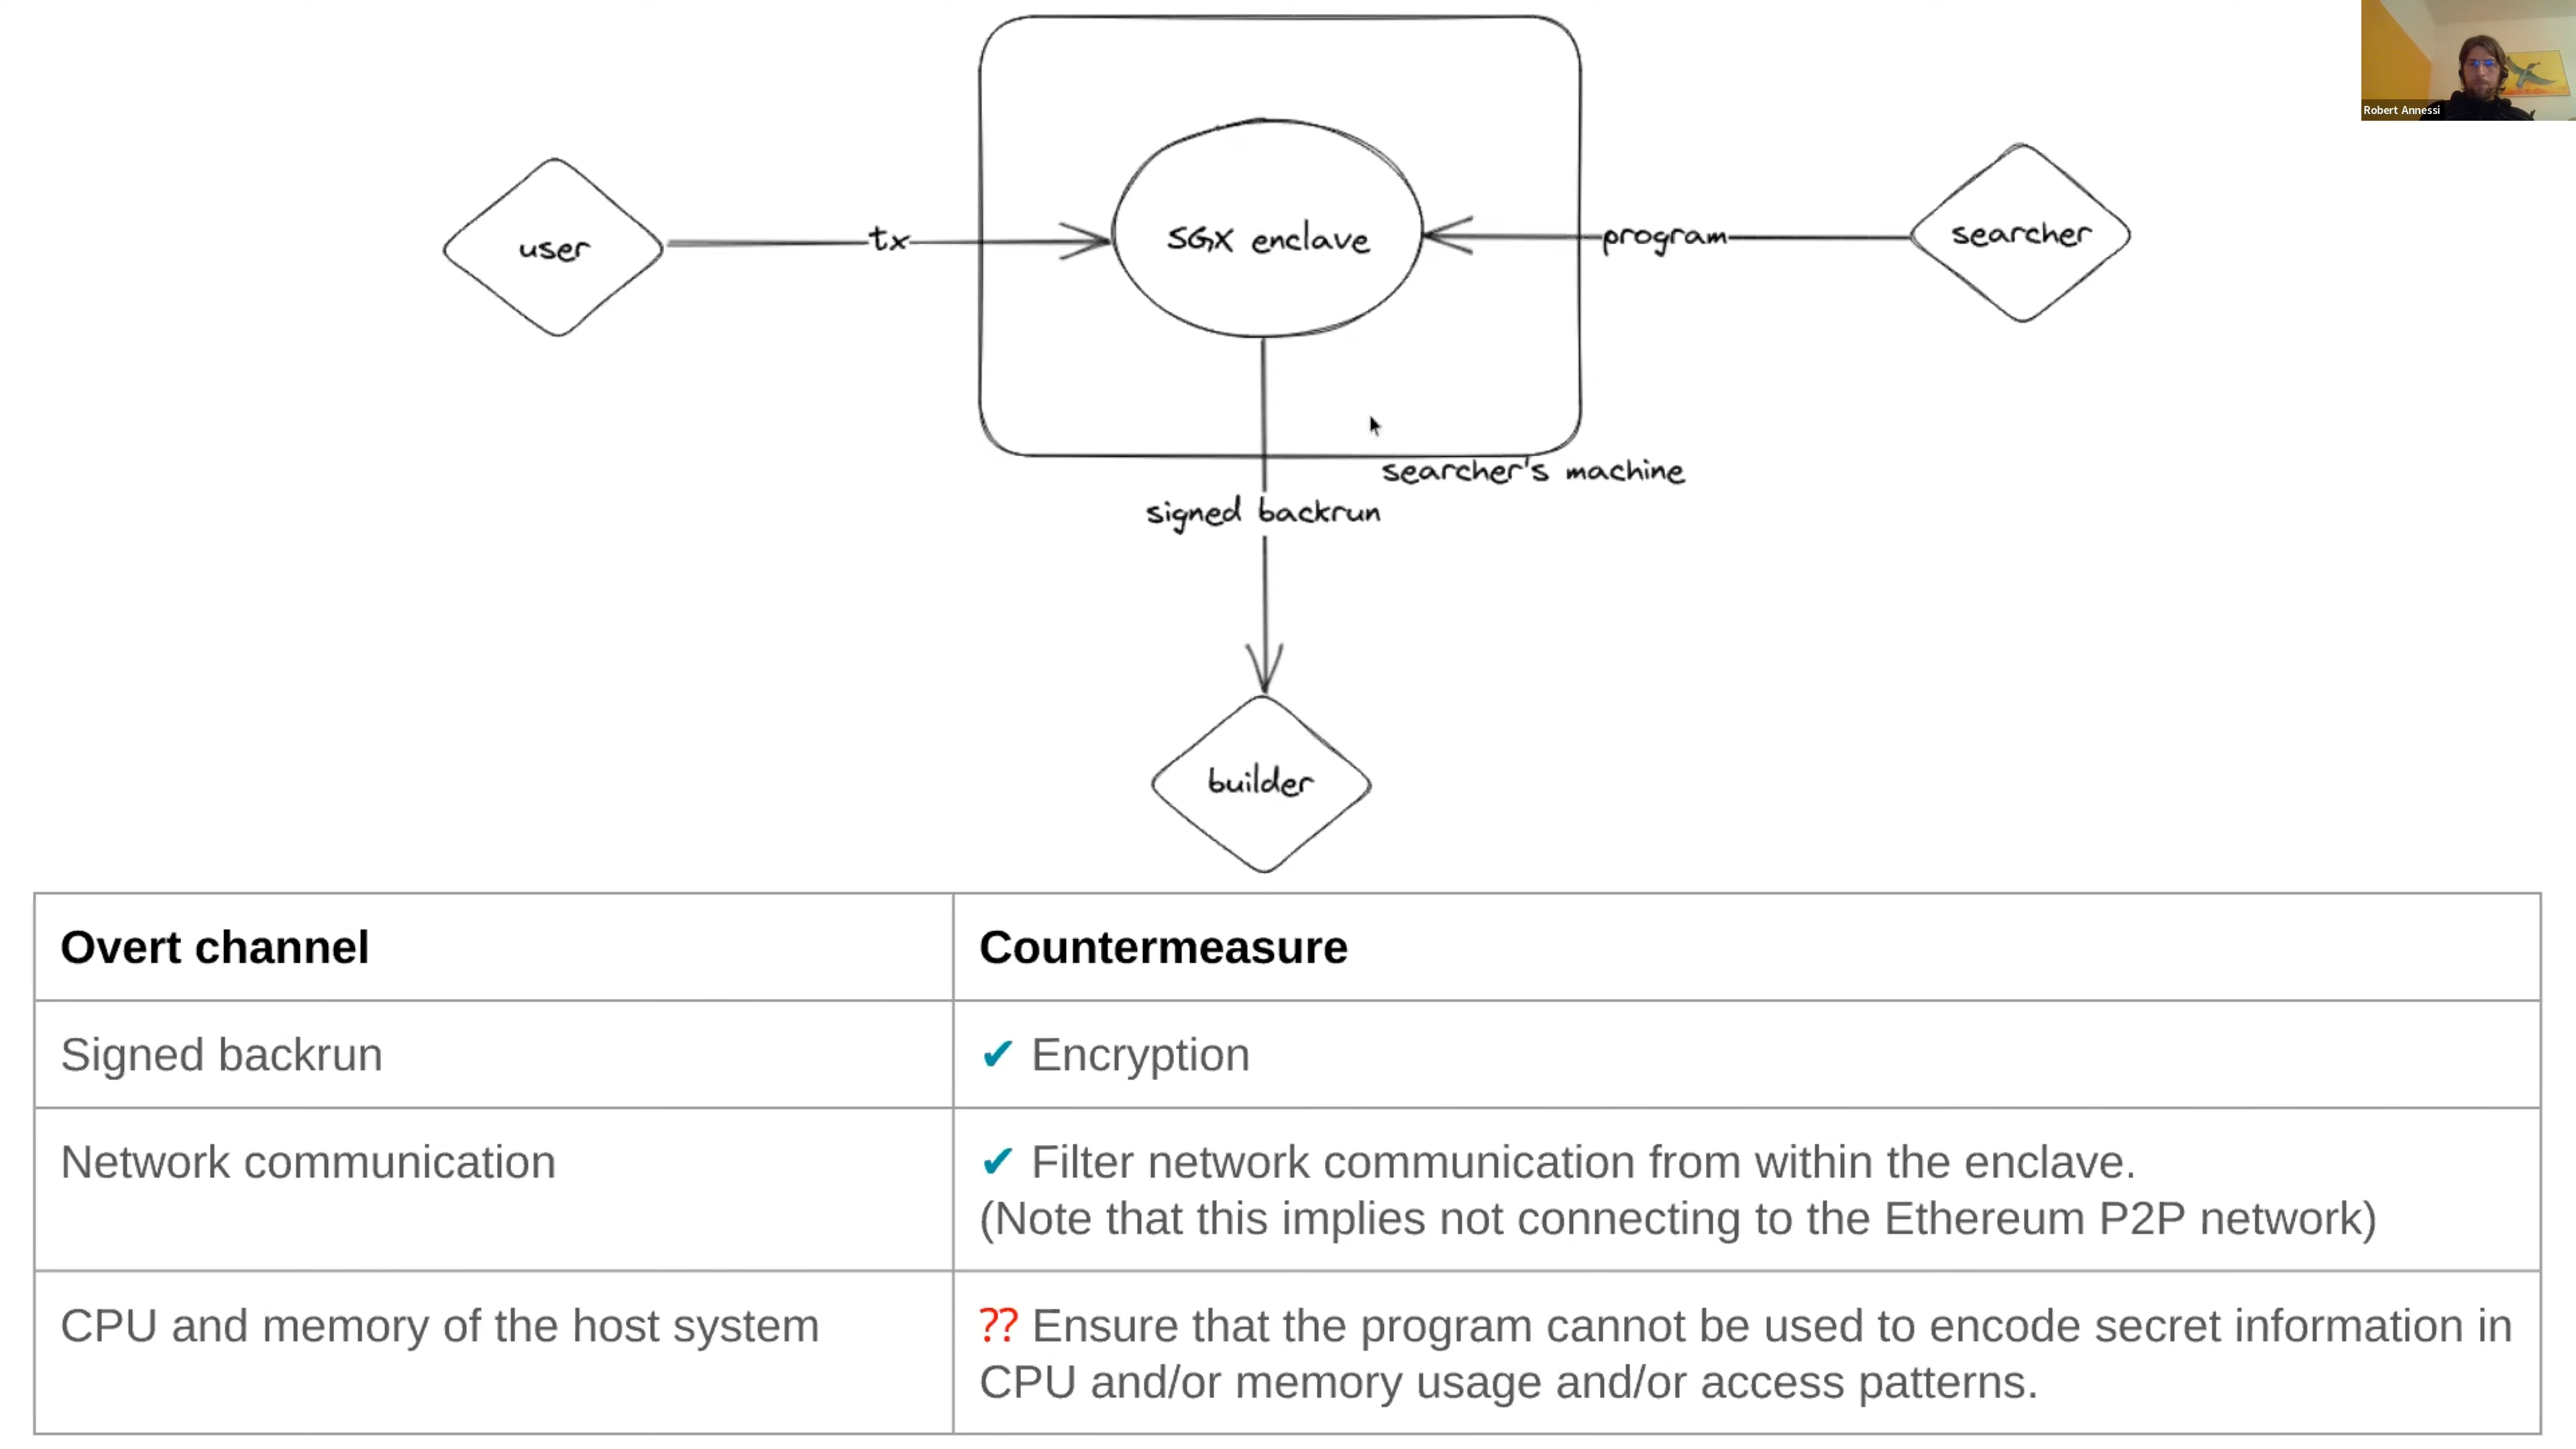 Robert Annessi
user
tx
SGX enclave
program
searcher
searcher's machine
signed backrun
builder
Overt channel
Countermeasure
Signed backrun
✔ Encryption
Network communication
✔ Filter network communication from within the enclave.
(Note that this implies not connecting to the Ethereum P2P network)
CPU and memory of the host system
?? Ensure that the program cannot be used to encode secret information in
CPU and/or memory usage and/or access patterns.